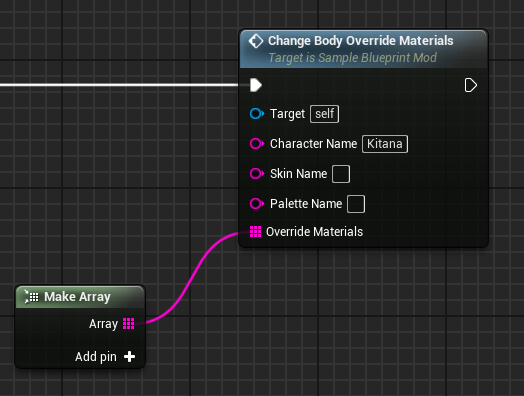 Change Body Override Materials
Target is Sample Blueprint Mod
Target self
Character Name Kitana
Skin Name
Palette Name
Override Materials
Make Array
Array
Add pin